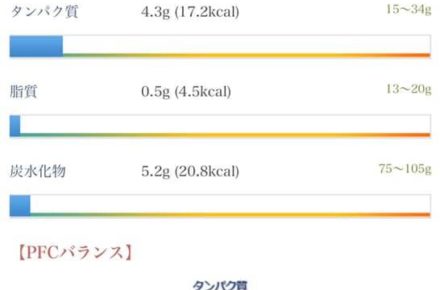 タンパク質 4.3g (17.2kcal) 15〜34g
脂質 0.5g (4.5kcal) 13〜20g
炭水化物 5.2g (20.8kcal) 75〜105g
【PFCバランス】
タンパク質